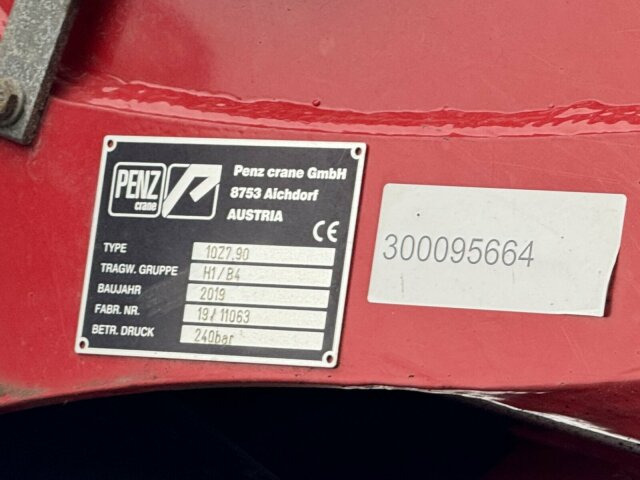 PENZ
crane
Penz crane GmbH
8753 Aichdorf
AUSTRIA
CE
TYPE 10Z7.90
TRAGW. GRUPPE H1/B4
BAUJAHR 2019
FABR. NR. 19/11063
BETR. DRUCK 240bar
300095664